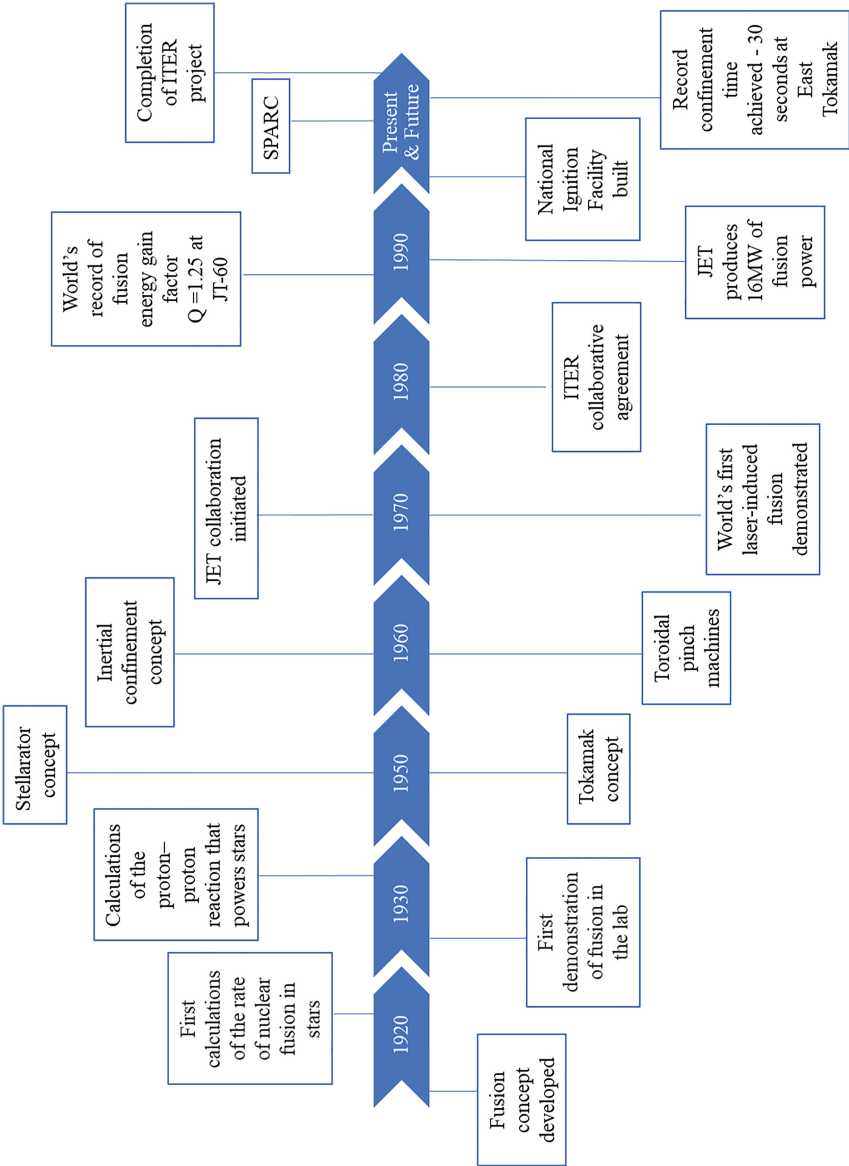 First
calculations
of the rate
of nuclear
fusion in
stars
Calculations
of the
proton–
proton
reaction that
powers stars
Stellarator
concept
Inertial
confinement
concept
JET collaboration
initiated
World's
record of
fusion
energy gain
factor
Q =1.25 at
JT-60
SPARC
Completion
of ITER
project
1920
1930
1950
1960
1970
1980
1990
Present
& Future
Fusion
concept
developed
First
demonstration
of fusion in
the lab
Tokamak
concept
Toroidal
pinch
machines
World's first
laser-induced
fusion
demonstrated
ITER
collaborative
agreement
JET
produces
16MW of
fusion
power
National
Ignition
Facility
built
Record
confinement
time
achieved - 30
seconds at
East
Tokamak